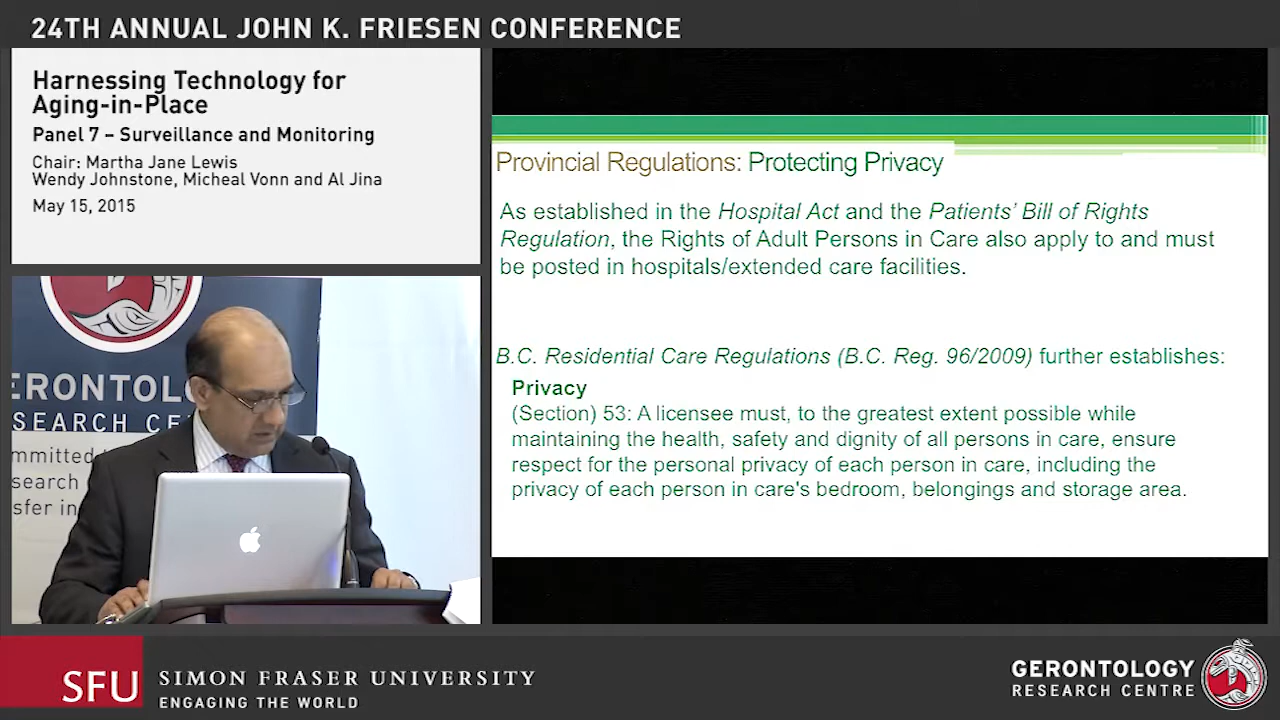 24TH ANNUAL JOHN K. FRIESEN CONFERENCE
Harnessing Technology for
Aging-in-Place
Panel 7 – Surveillance and Monitoring
Chair: Martha Jane Lewis
Wendy Johnstone, Micheal Vonn and Al Jina
May 15, 2015
Provincial Regulations: Protecting Privacy
As established in the Hospital Act and the Patients' Bill of Rights
Regulation, the Rights of Adult Persons in Care also apply to and must
be posted in hospitals/extended care facilities.
B.C. Residential Care Regulations (B.C. Reg. 96/2009) further establishes:
Privacy
(Section) 53: A licensee must, to the greatest extent possible while
maintaining the health, safety and dignity of all persons in care, ensure
respect for the personal privacy of each person in care, including the
privacy of each person in care's bedroom, belongings and storage area.
ERONTOL
SEARCH CE
mmitted
search
sfer in
SFU SIMON FRASER UNIVERSITY
ENGAGING THE WORLD
GERONTOLOGY
RESEARCH CENTRE